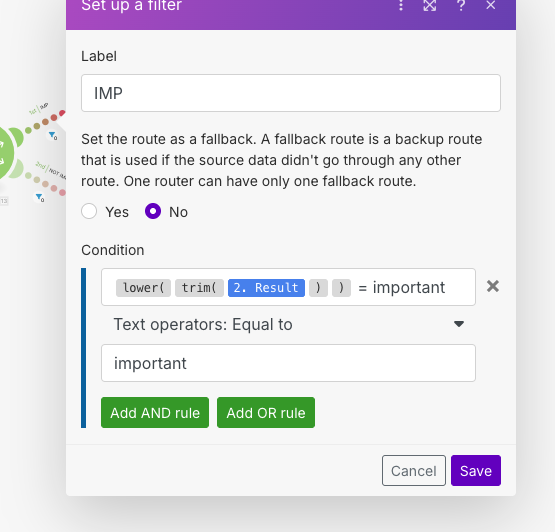 Set up a filter
?
Label
IMP
Set the route as a fallback. A fallback route is a backup route
that is used if the source data didn't go through any other
route. One router can have only one fallback route.
Yes No
Condition
lower( trim( 2. Result ) ) = important
Text operators: Equal to
important
Add AND rule Add OR rule
Cancel Save
1st IMP